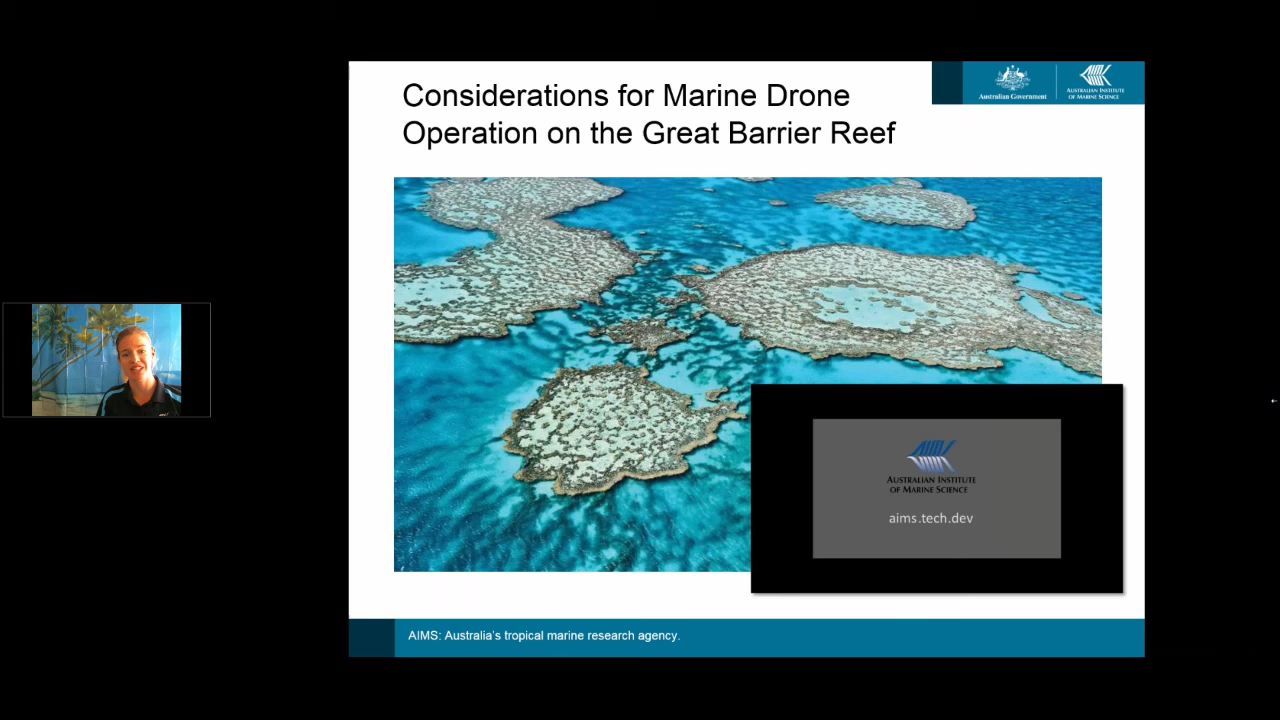 Considerations for Marine Drone
Operation on the Great Barrier Reef
Australian Government
AUSTRALIAN INSTITUTE
OF MARINE SCIENCE
AIMS
AUSTRALIAN INSTITUTE
OF MARINE SCIENCE
aims.tech.dev
AIMS: Australia's tropical marine research agency.